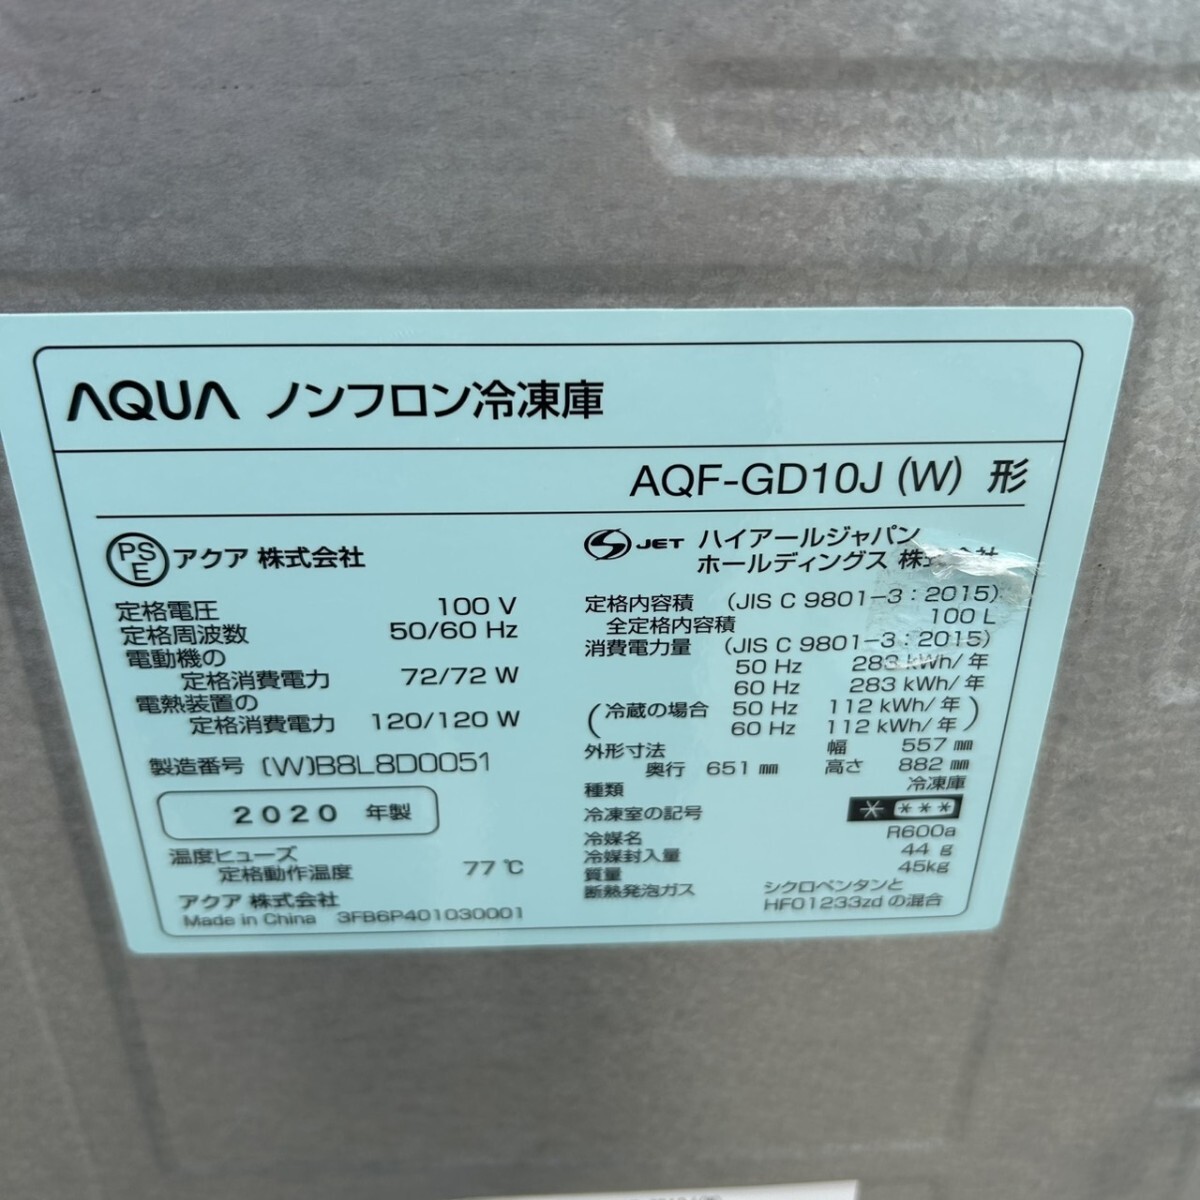 AQUA ノンフロン冷凍庫
AQF-GD10J (W) 形
PSE アクア 株式会社
定格電圧 100 V
定格周波数 50/60 Hz
電動機の
定格消費電力 72/72 W
電熱装置の
定格消費電力 120/120 W
製造番号 (W)B8L8D0051
2020 年製
温度ヒューズ
定格動作温度 77 ℃
アクア 株式会社
Made in China 3FB6P401030001
JET ハイアールジャパン
ホールディングス 株式会社
定格内容積 (JIS C 9801-3 : 2015)
全定格内容積 100 L
消費電力量 (JIS C 9801-3 : 2015)
50 Hz 283 kWh/年
60 Hz 283 kWh/年
(冷蔵の場合 50 Hz 112 kWh/年
60 Hz 112 kWh/年)
外形寸法 幅 557 mm
奥行 651 mm 高さ 882 mm
種類 冷凍庫
冷凍室の記号 * ***
冷媒名 R600a
冷媒封入量 44 g
質量 45kg
断熱発泡ガス シクロペンタンと
HFO1233zd の混合